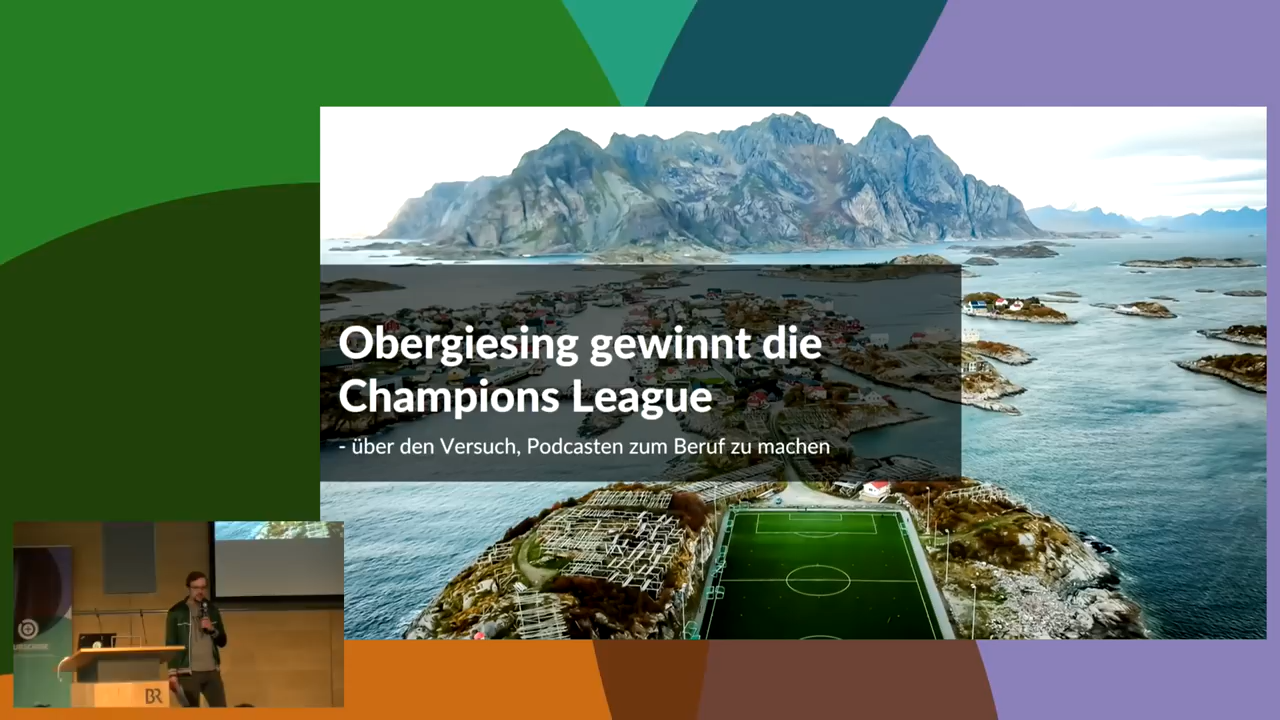 Obergiesing gewinnt die
Champions League
- über den Versuch, Podcasten zum Beruf zu machen
BR